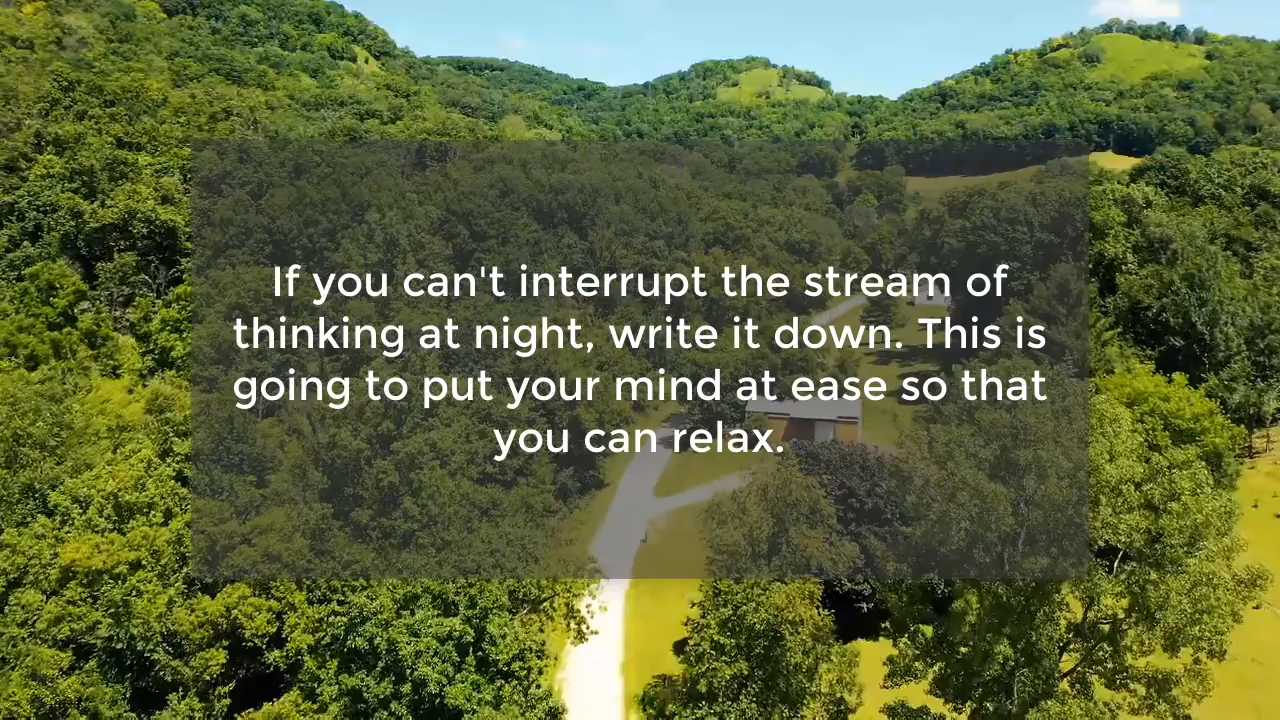 If you can't interrupt the stream of
thinking at night, write it down. This is
going to put your mind at ease so that
you can relax.